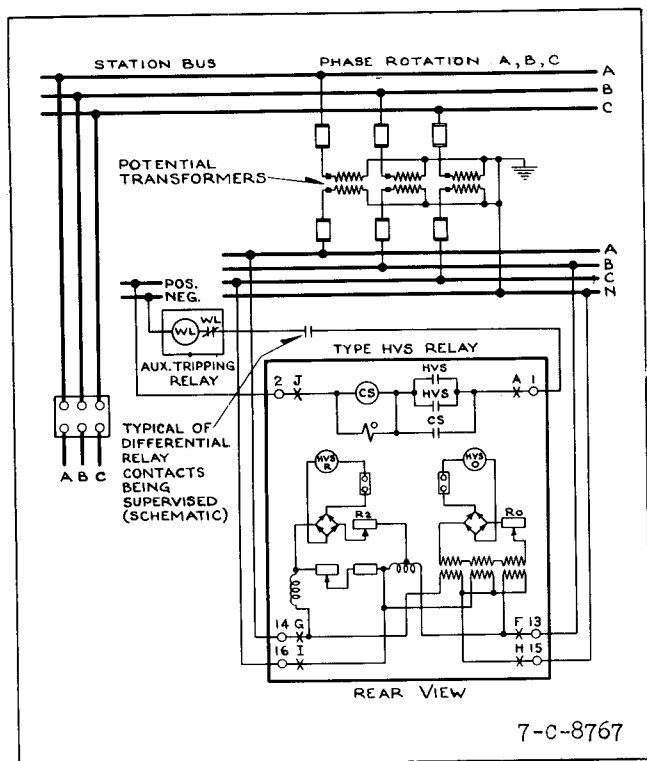 STATION BUS
PHASE ROTATION A, B, C
A
B
C
POTENTIAL
TRANSFORMERS
A
B
C
N
POS.
NEG.
WL
WL
AUX. TRIPPING
RELAY
TYPE HVS RELAY
2 J
CS
HVS
HVS
CS
O
A 1
TYPICAL OF
DIFFERENTIAL
RELAY
CONTACTS
BEING
SUPERVISED
(SCHEMATIC)
A B C
HVS
R
HVS
O
R2
RO
14 G
16 I
F 13
H 15
REAR VIEW
7-C-8767